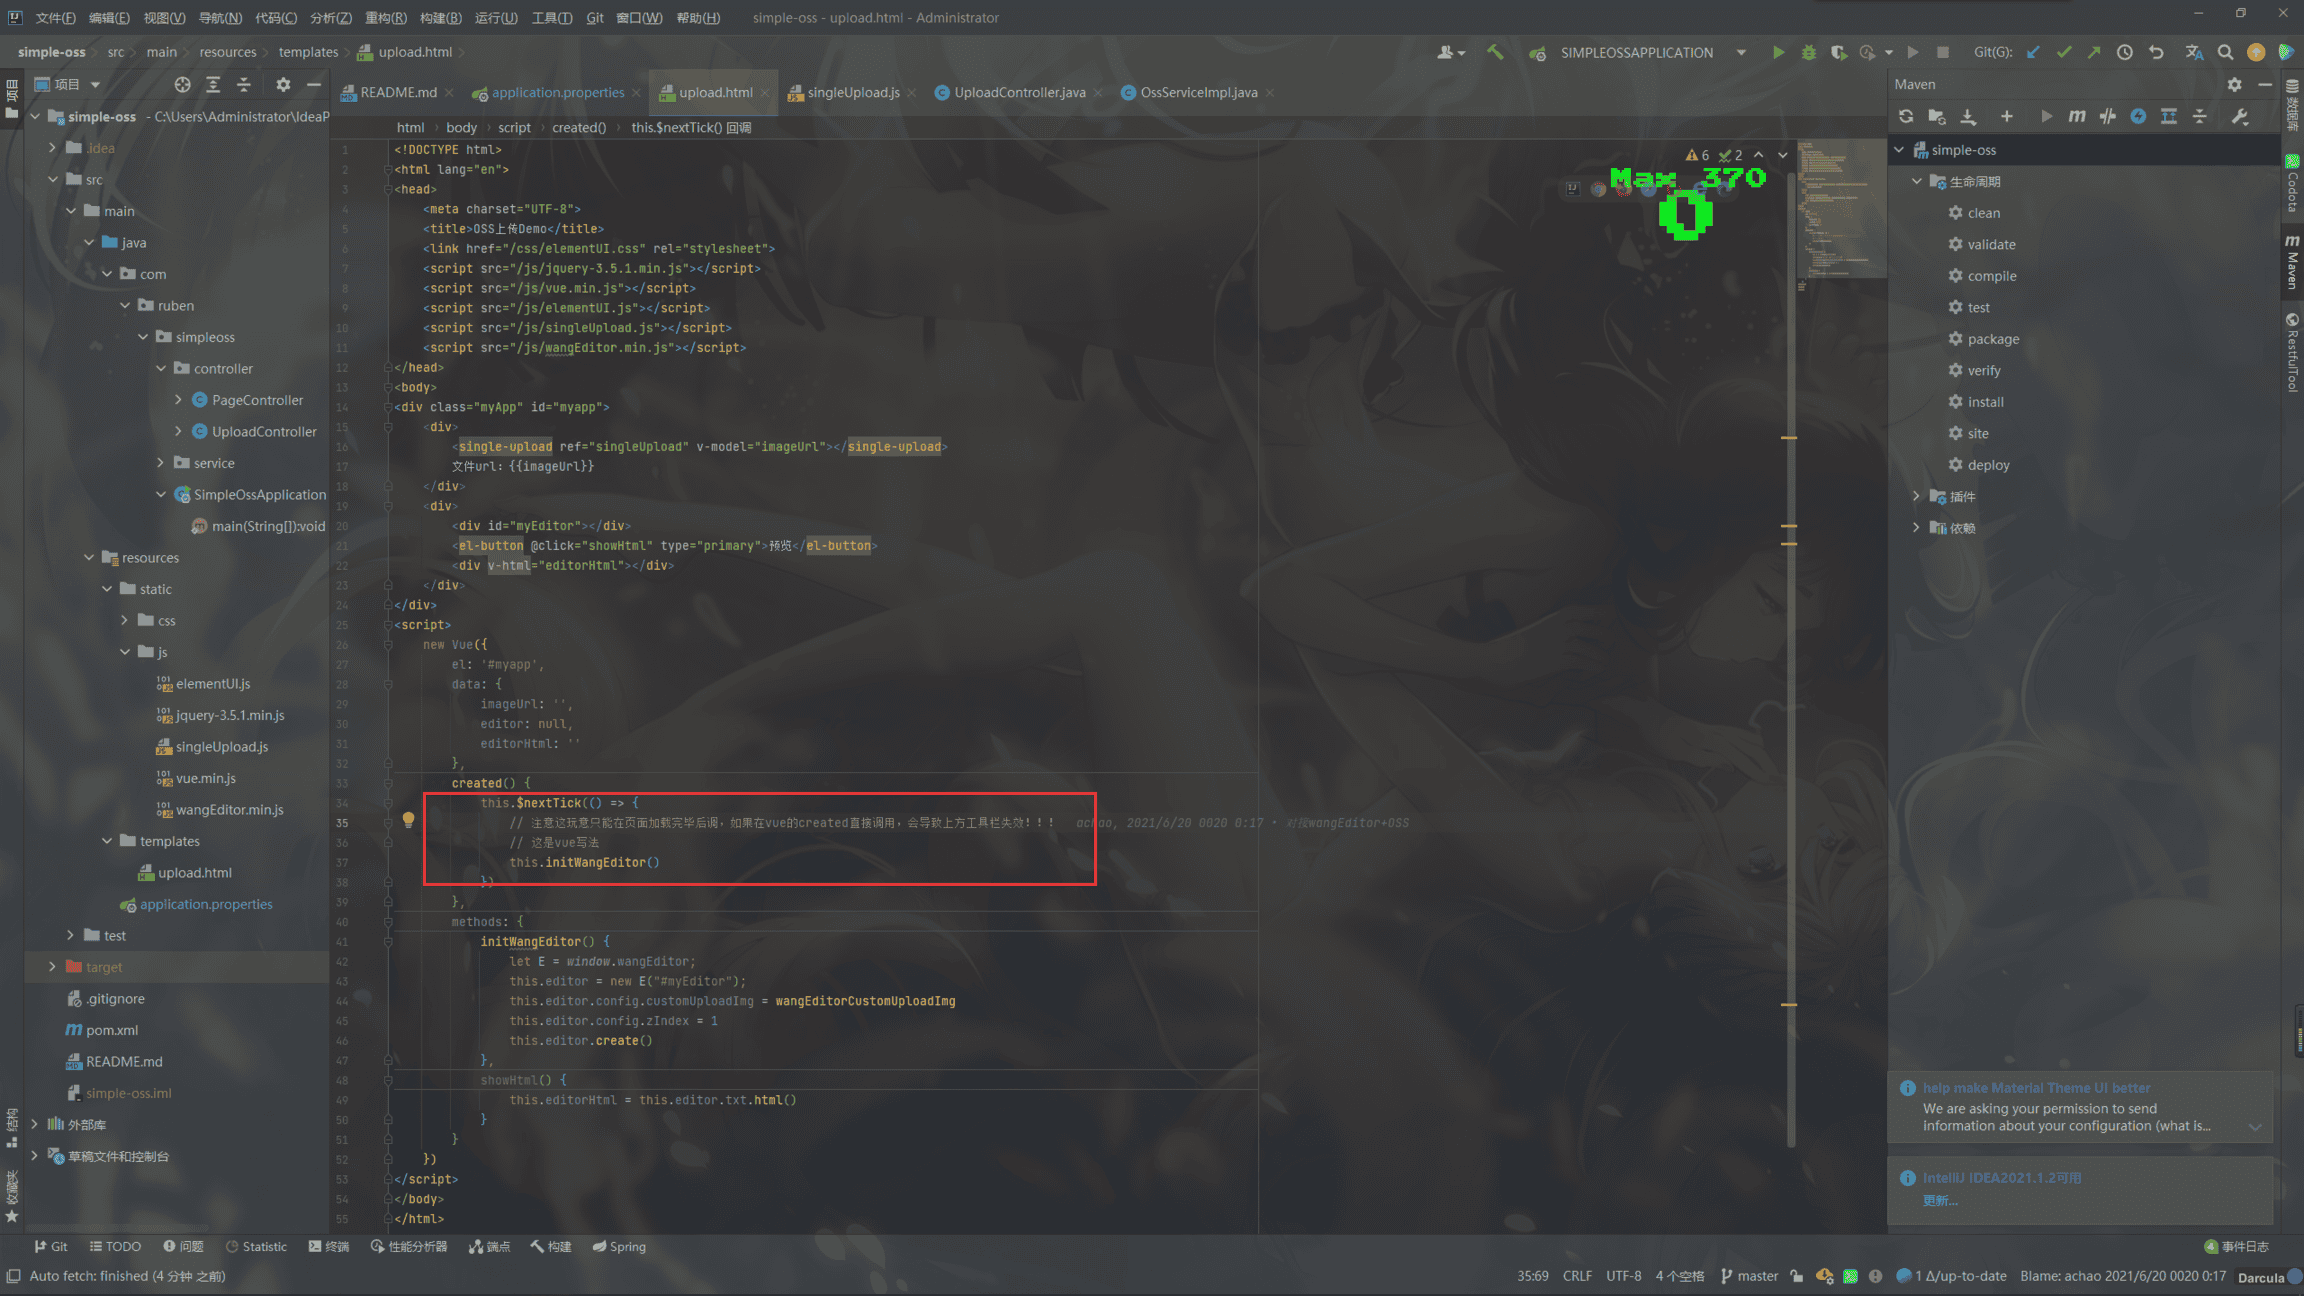 文件(F) 编辑(E) 视图(V) 导航(N) 代码(C) 分析(Z) 重构(R) 构建(B) 运行(U) 工具(T) Git 窗口(W) 帮助(H) simple-oss - upload.html - Administrator
simple-oss src main resources templates upload.html
SIMPLEOSSAPPLICATION Git(G):
项目
README.md application.properties upload.html singleUpload.js UploadController.java OssServiceImpl.java
html body script created() this.$nextTick() 回调
simple-oss - C:\Users\Administrator\IdeaP
.idea
src
main
java
com
ruben
simpleoss
controller
PageController
UploadController
service
SimpleOssApplication
main(String[]):void
resources
static
css
js
elementUI.js
jquery-3.5.1.min.js
singleUpload.js
vue.min.js
wangEditor.min.js
templates
upload.html
application.properties
test
target
.gitignore
pom.xml
README.md
simple-oss.iml
外部库
草稿文件和控制台
项目
结构
收藏夹
6 2
Max 370
0
1 <!DOCTYPE html>
2 <html lang="en">
3 <head>
4 <meta charset="UTF-8">
5 <title>OSS上传Demo</title>
6 <link href="/css/elementUI.css" rel="stylesheet">
7 <script src="/js/jquery-3.5.1.min.js"></script>
8 <script src="/js/vue.min.js"></script>
9 <script src="/js/elementUI.js"></script>
10 <script src="/js/singleUpload.js"></script>
11 <script src="/js/wangEditor.min.js"></script>
12 </head>
13 <body>
14 <div class="myApp" id="myapp">
15 <div>
16 <single-upload ref="singleUpload" v-model="imageUrl"></single-upload>
17 文件url：{{imageUrl}}
18 </div>
19 <div>
20 <div id="myEditor"></div>
21 <el-button @click="showHtml" type="primary">预览</el-button>
22 <div v-html="editorHtml"></div>
23 </div>
24 </div>
25 <script>
26 new Vue({
27 el: '#myapp',
28 data: {
29 imageUrl: '',
30 editor: null,
31 editorHtml: ''
32 },
33 created() {
34 this.$nextTick(() => {
35 // 注意这玩意只能在页面加载完毕后调，如果在vue的created直接调用，会导致上方工具栏失效！！！ achao, 2021/6/20 0020 0:17 · 对接wangEditor+OSS
36 // 这是vue写法
37 this.initWangEditor()
38 })
39 },
40 methods: {
41 initWangEditor() {
42 let E = window.wangEditor;
43 this.editor = new E("#myEditor");
44 this.editor.config.customUploadImg = wangEditorCustomUploadImg
45 this.editor.config.zIndex = 1
46 this.editor.create()
47 },
48 showHtml() {
49 this.editorHtml = this.editor.txt.html()
50 }
51 }
52 })
53 </script>
54 </body>
55 </html>
Maven
simple-oss
生命周期
clean
validate
compile
test
package
verify
install
site
deploy
插件
依赖
数据库
Codota
Maven
RestfulTool
help make Material Theme UI better
We are asking your permission to send
information about your configuration (what is...
IntelliJ IDEA2021.1.2可用
更新...
Git TODO 问题 Statistic 终端 性能分析器 端点 构建 Spring
4 事件日志
Auto fetch: finished (4 分钟 之前)
35:69 CRLF UTF-8 4 个空格 master 1 Δ/up-to-date Blame: achao 2021/6/20 0020 0:17 Darcula